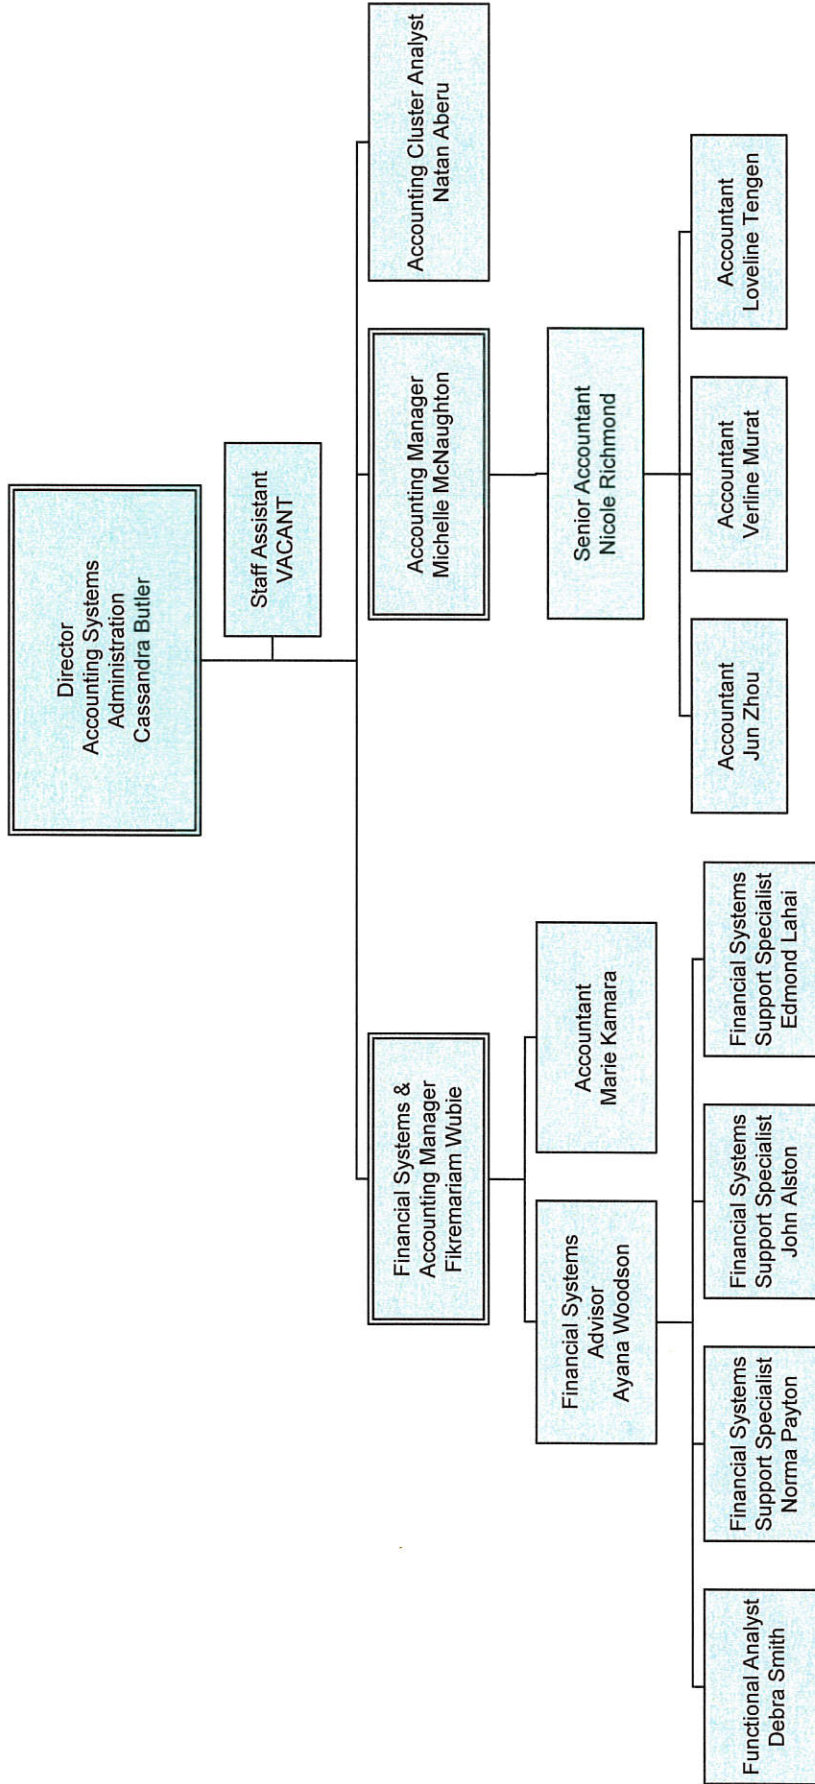 Director
Accounting Systems
Administration
Cassandra Butler
Staff Assistant
VACANT
Financial Systems &
Accounting Manager
Fikremariam Wubie
Accounting Manager
Michelle McNaughton
Accounting Cluster Analyst
Natan Aberu
Financial Systems
Advisor
Ayana Woodson
Accountant
Marie Kamara
Senior Accountant
Nicole Richmond
Functional Analyst
Debra Smith
Financial Systems
Support Specialist
Norma Payton
Financial Systems
Support Specialist
John Alston
Financial Systems
Support Specialist
Edmond Lahai
Accountant
Jun Zhou
Accountant
Verline Murat
Accountant
Loveline Tengen